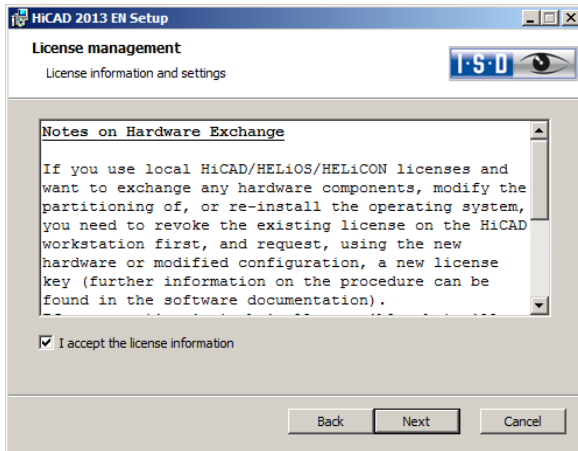 HiCAD 2013 EN Setup
License management
License information and settings
I·S·D
Notes on Hardware Exchange
If you use local HiCAD/HELiOS/HELiCON licenses and
want to exchange any hardware components, modify the
partitioning of, or re-install the operating system,
you need to revoke the existing license on the HiCAD
workstation first, and request, using the new
hardware or modified configuration, a new license
key (further information on the procedure can be
found in the software documentation).
I accept the license information
Back
Next
Cancel